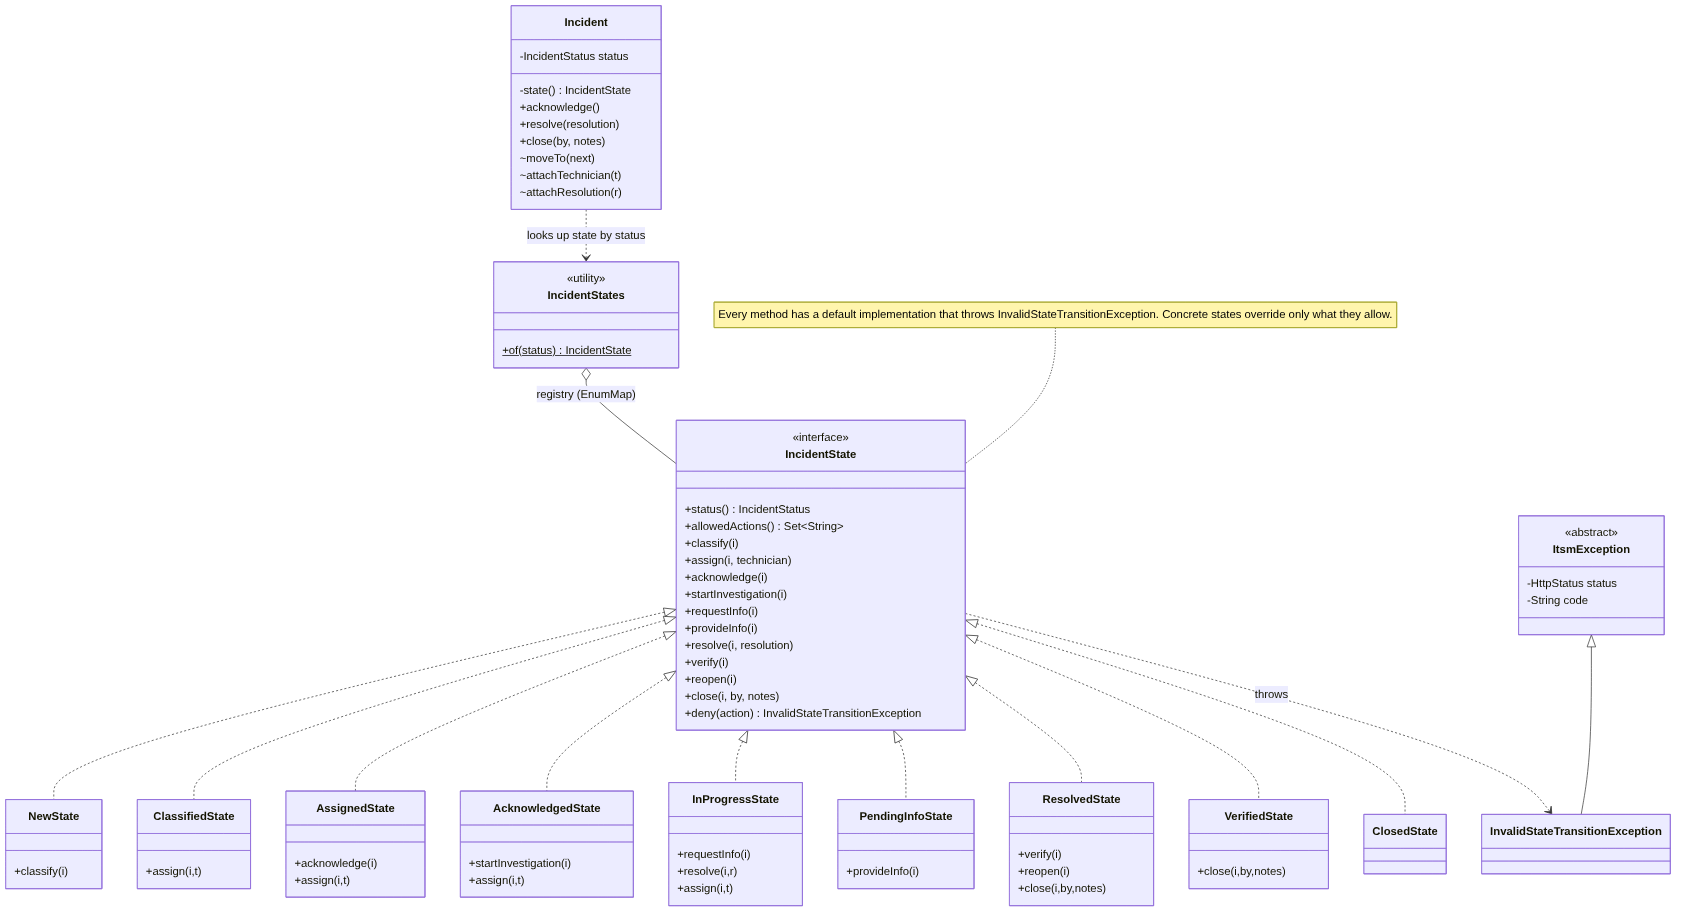 Incident
-IncidentStatus status
-state() : IncidentState
+acknowledge()
+resolve(resolution)
+close(by, notes)
~moveTo(next)
~attachTechnician(t)
~attachResolution(r)
looks up state by status
«utility»
IncidentStates
+of(status) : IncidentState
Every method has a default implementation that throws InvalidStateTransitionException. Concrete states override only what they allow.
registry (EnumMap)
«interface»
IncidentState
+status() : IncidentStatus
+allowedActions() : Set<String>
+classify(i)
+assign(i, technician)
+acknowledge(i)
+startInvestigation(i)
+requestInfo(i)
+provideInfo(i)
+resolve(i, resolution)
+verify(i)
+reopen(i)
+close(i, by, notes)
+deny(action) : InvalidStateTransitionException
«abstract»
ItsmException
-HttpStatus status
-String code
throws
NewState
+classify(i)
ClassifiedState
+assign(i,t)
AssignedState
+acknowledge(i)
+assign(i,t)
AcknowledgedState
+startInvestigation(i)
+assign(i,t)
InProgressState
+requestInfo(i)
+resolve(i,r)
+assign(i,t)
PendingInfoState
+provideInfo(i)
ResolvedState
+verify(i)
+reopen(i)
+close(i,by,notes)
VerifiedState
+close(i,by,notes)
ClosedState
InvalidStateTransitionException